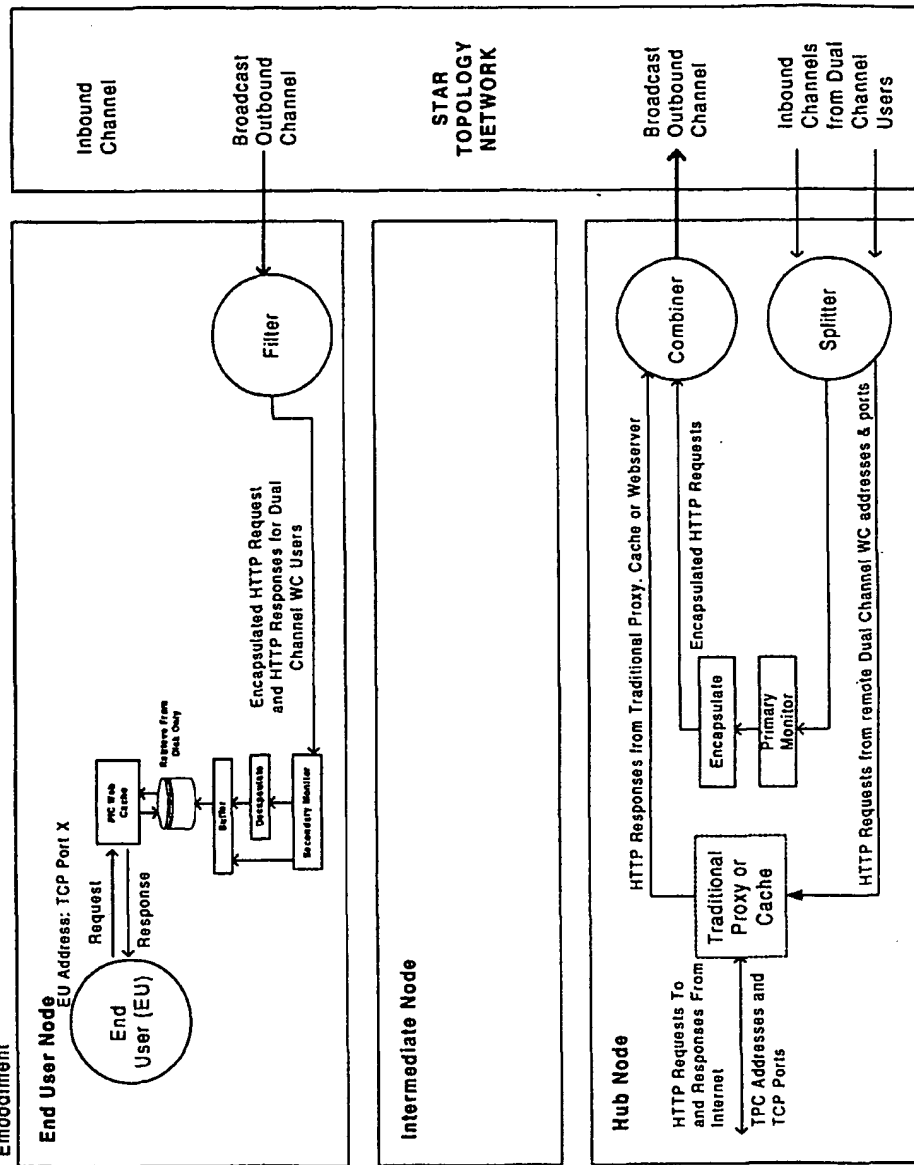 Embodiment
End User Node
EU Address: TCP Port X
End
User (EU)
Request
Response
PIC Web
Cache
Retrieve From
Disk Only
Buffer
Decapsulate
Secondary Monitor
Encapsulated HTTP Request
and HTTP Responses for Dual
Channel WC Users
Filter
Inbound
Channel
Broadcast
Outbound
Channel
Intermediate Node
STAR
TOPOLOGY
NETWORK
Hub Node
HTTP Requests To
and Responses From
Internet
TPC Addresses and
TCP Ports
Traditional
Proxy or
Cache
HTTP Responses from Traditional Proxy, Cache or Webserver
Encapsulated HTTP Requests
Encapsulate
Primary
Monitor
HTTP Requests from remote Dual Channel WC addresses & ports
Combiner
Splitter
Broadcast
Outbound
Channel
Inbound
Channels
from Dual
Channel
Users